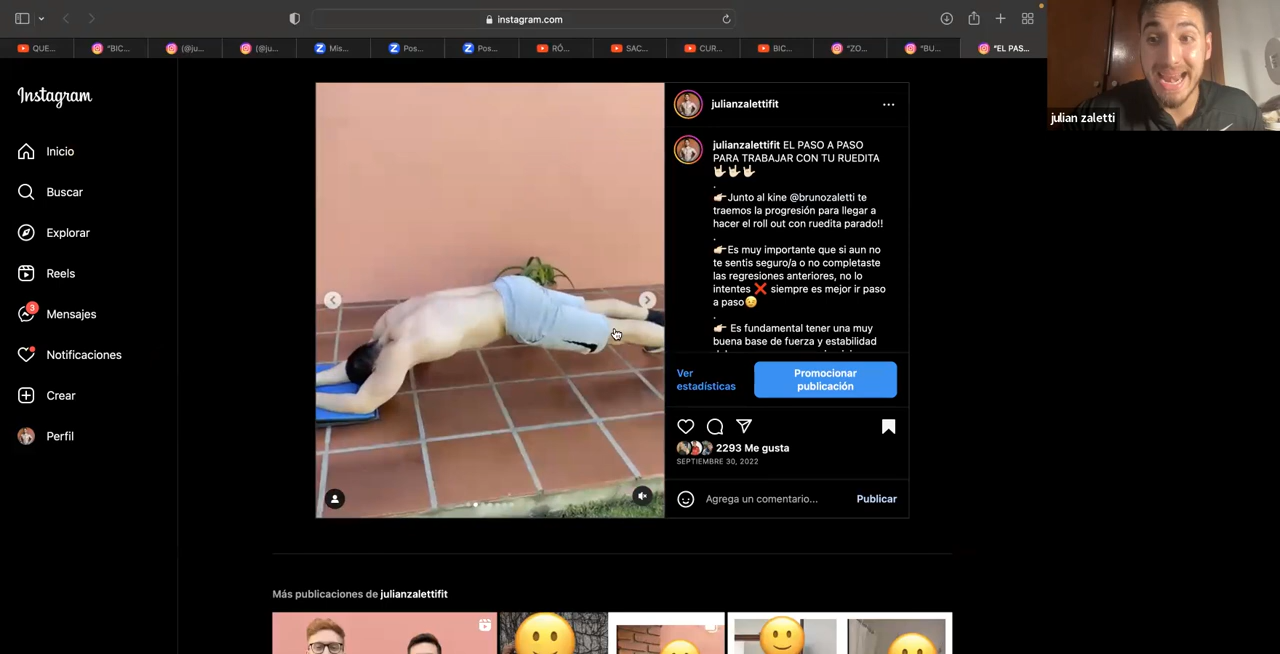 instagram.com
QUE...
"BIC...
(@ju...
(@ju...
Mis...
Pos...
Pos...
RÓ...
SAC...
CUR...
BIC...
"ZO...
"BU...
"EL PAS...
julian zaletti
Instagram
Inicio
Buscar
Explorar
Reels
3
Mensajes
Notificaciones
Crear
Perfil
julianzalettifit
julianzalettifit EL PASO A PASO
PARA TRABAJAR CON TU RUEDITA
🤟🏻🤟🏻🤟🏻
.
👉🏻Junto al kine @brunozaletti te
traemos la progresión para llegar a
hacer el roll out con ruedita parado!!
.
👉🏻Es muy importante que si aun no
te sentis seguro/a o no completaste
las regresiones anteriores, no lo
intentes ❌ siempre es mejor ir paso
a paso😉
.
👉🏻 Es fundamental tener una muy
buena base de fuerza y estabilidad
Ver
estadísticas
Promocionar
publicación
2293 Me gusta
SEPTIEMBRE 30, 2022
Agrega un comentario...
Publicar
Más publicaciones de julianzalettifit